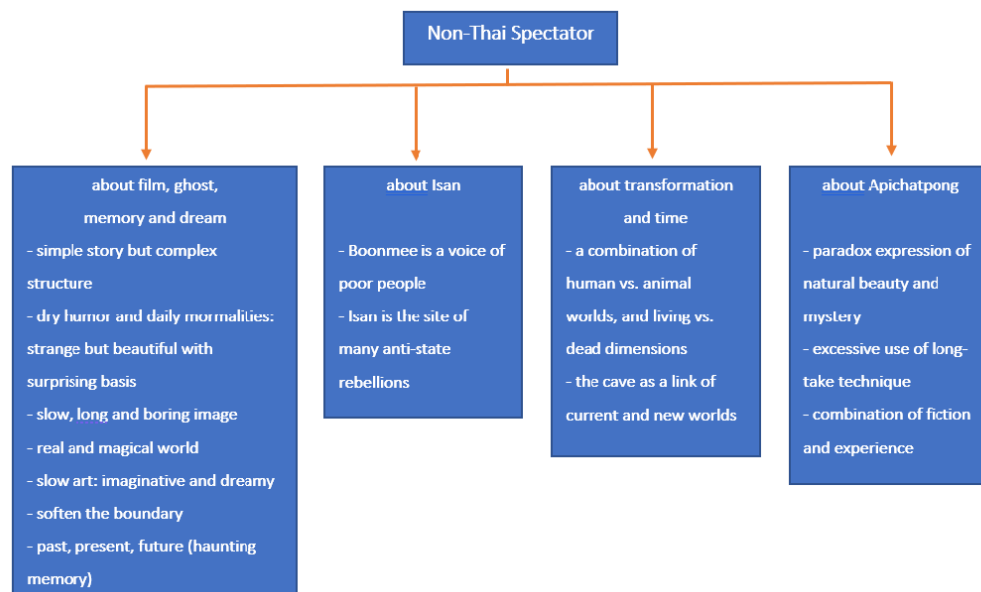 Non-Thai Spectator
about film, ghost,
memory and dream
- simple story but complex
structure
- dry humor and daily mormalities:
strange but beautiful with
surprising basis
- slow, long and boring image
- real and magical world
- slow art: imaginative and dreamy
- soften the boundary
- past, present, future (haunting
memory)
about Isan
- Boonmee is a voice of
poor people
- Isan is the site of
many anti-state
rebellions
about transformation
and time
- a combination of
human vs. animal
worlds, and living vs.
dead dimensions
- the cave as a link of
current and new worlds
about Apichatpong
- paradox expression of
natural beauty and
mystery
- excessive use of long-
take technique
- combination of fiction
and experience